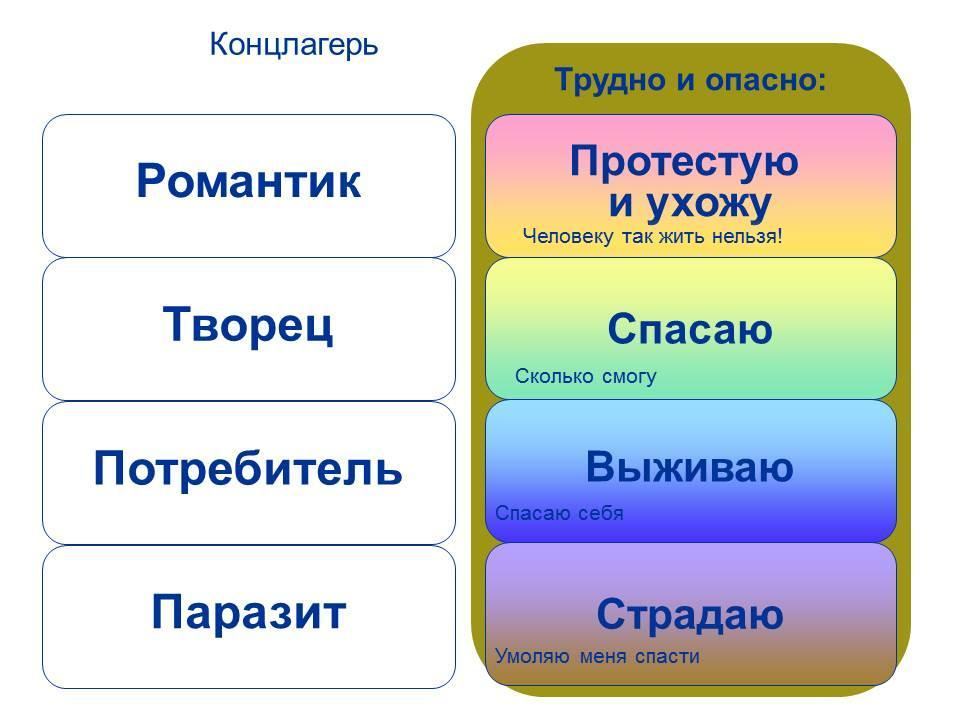 Концлагерь
Трудно и опасно:
Романтик
Протестую
и ухожу
Человеку так жить нельзя!
Творец
Спасаю
Сколько смогу
Потребитель
Выживаю
Спасаю себя
Паразит
Страдаю
Умоляю меня спасти